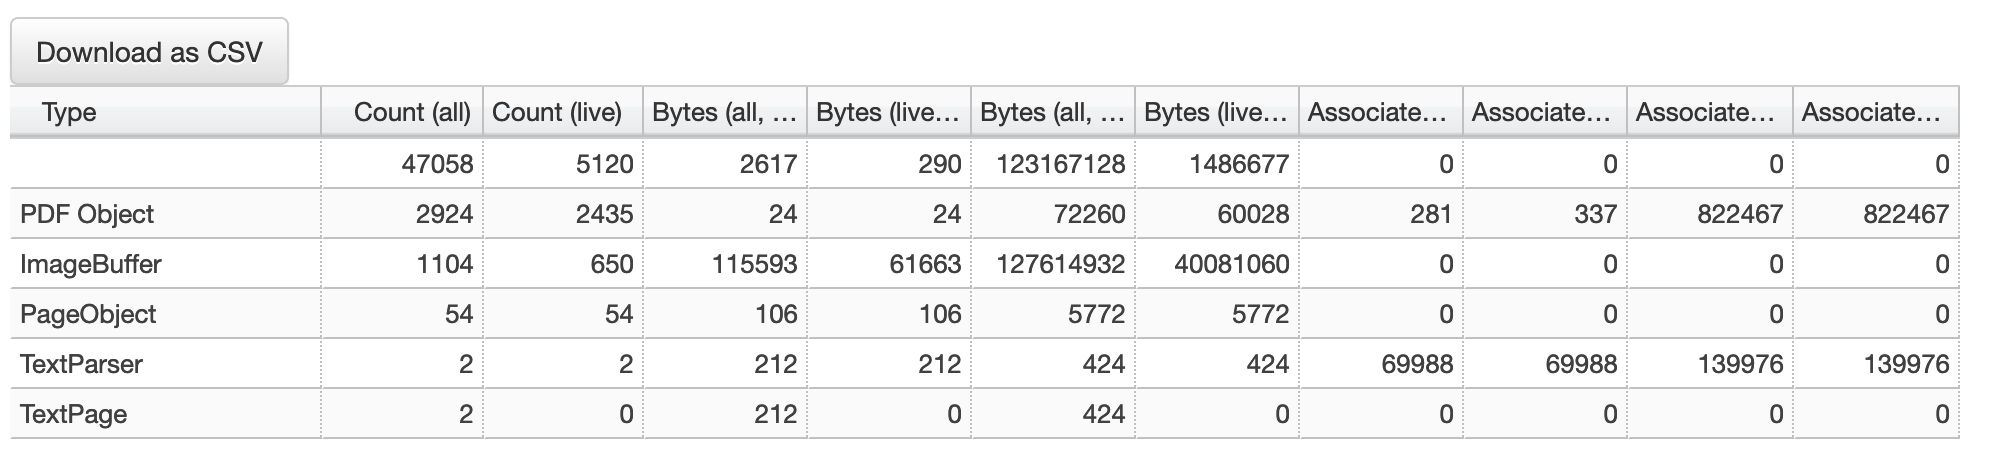 Download as CSV
Type Count (all) Count (live) Bytes (all, ... Bytes (live... Bytes (all, ... Bytes (live... Associate... Associate... Associate... Associate...
47058 5120 2617 290 123167128 1486677 0 0 0 0
PDF Object 2924 2435 24 24 72260 60028 281 337 822467 822467
ImageBuffer 1104 650 115593 61663 127614932 40081060 0 0 0 0
PageObject 54 54 106 106 5772 5772 0 0 0 0
TextParser 2 2 212 212 424 424 69988 69988 139976 139976
TextPage 2 0 212 0 424 0 0 0 0 0